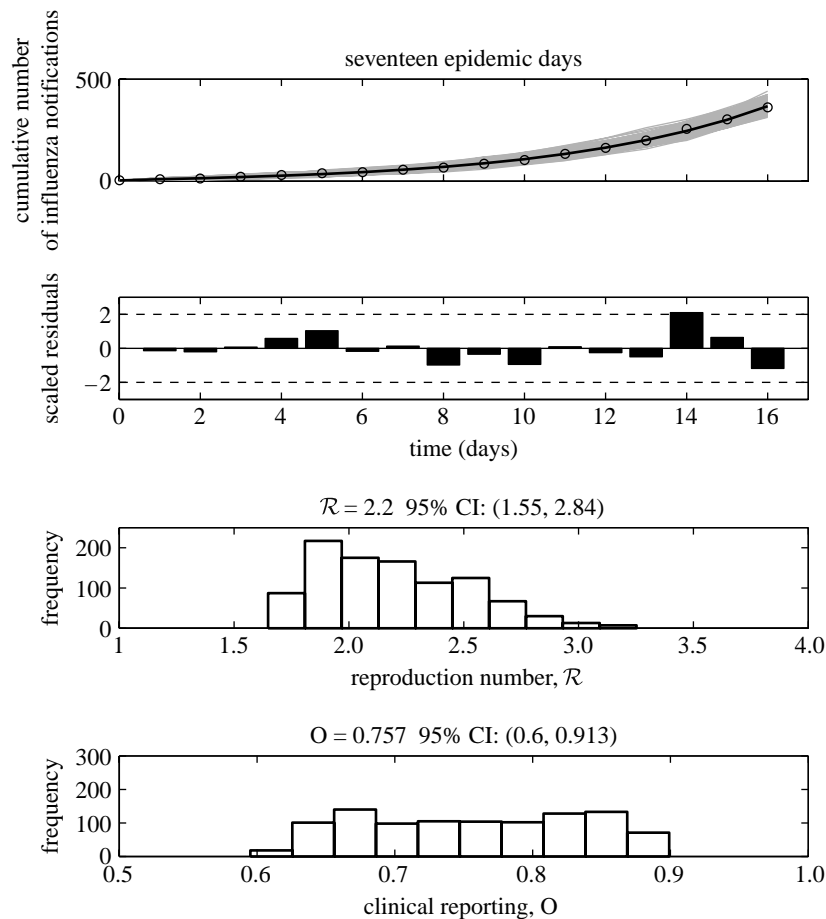 seventeen epidemic days
cumulative number
of influenza notifications
500
0
scaled residuals
2
0
−2
0 2 4 6 8 10 12 14 16
time (days)
ℛ = 2.2 95% CI: (1.55, 2.84)
frequency
200
100
0
1 1.5 2.0 2.5 3.0 3.5 4.0
reproduction number, ℛ
O = 0.757 95% CI: (0.6, 0.913)
frequency
300
200
100
0
0.5 0.6 0.7 0.8 0.9 1.0
clinical reporting, O